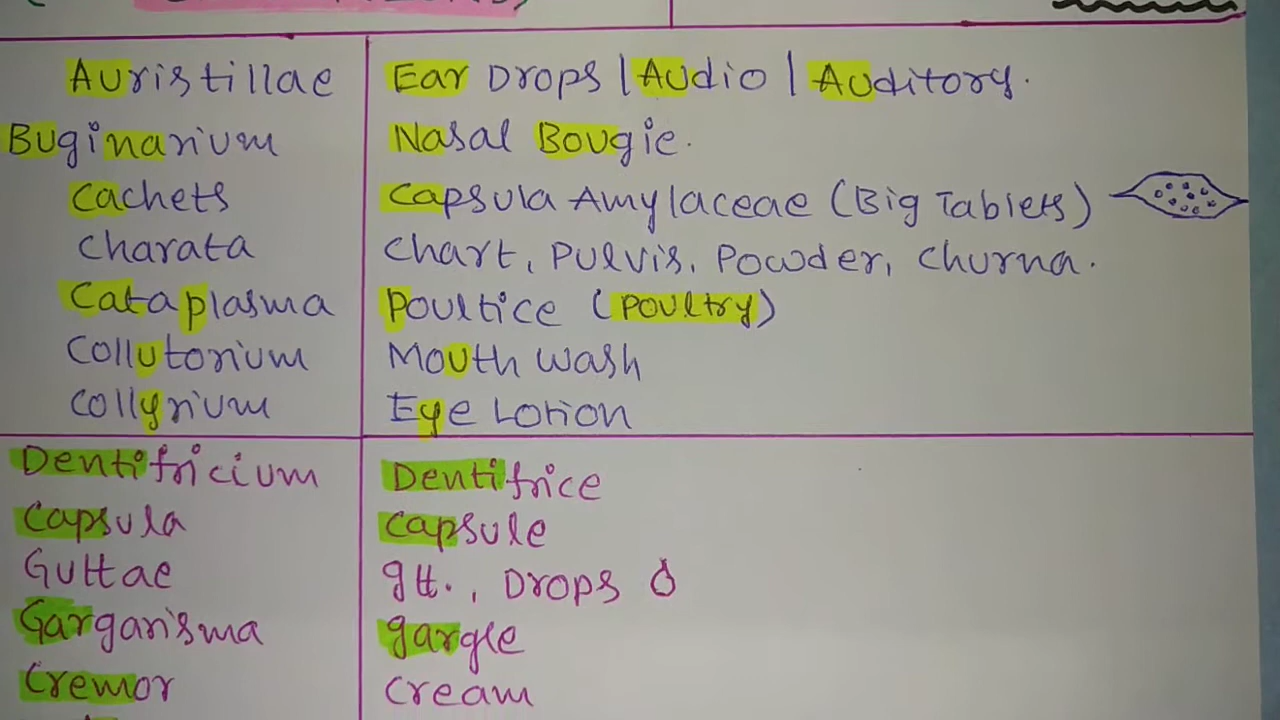 Auristillae Ear Drops | Audio | Auditory.
Buginarium Nasal Bougie.
Cachets Capsula Amylaceae (Big Tablets)
Charata Chart, Pulvis, Powder, Churna.
Cataplasma Poultice (Poultry)
Collutorium Mouth wash
Collyrium Eye Lotion
Dentifricium Dentifrice
Capsula Capsule
Guttae gtt., Drops
Gargarisma gargle
Cremor Cream